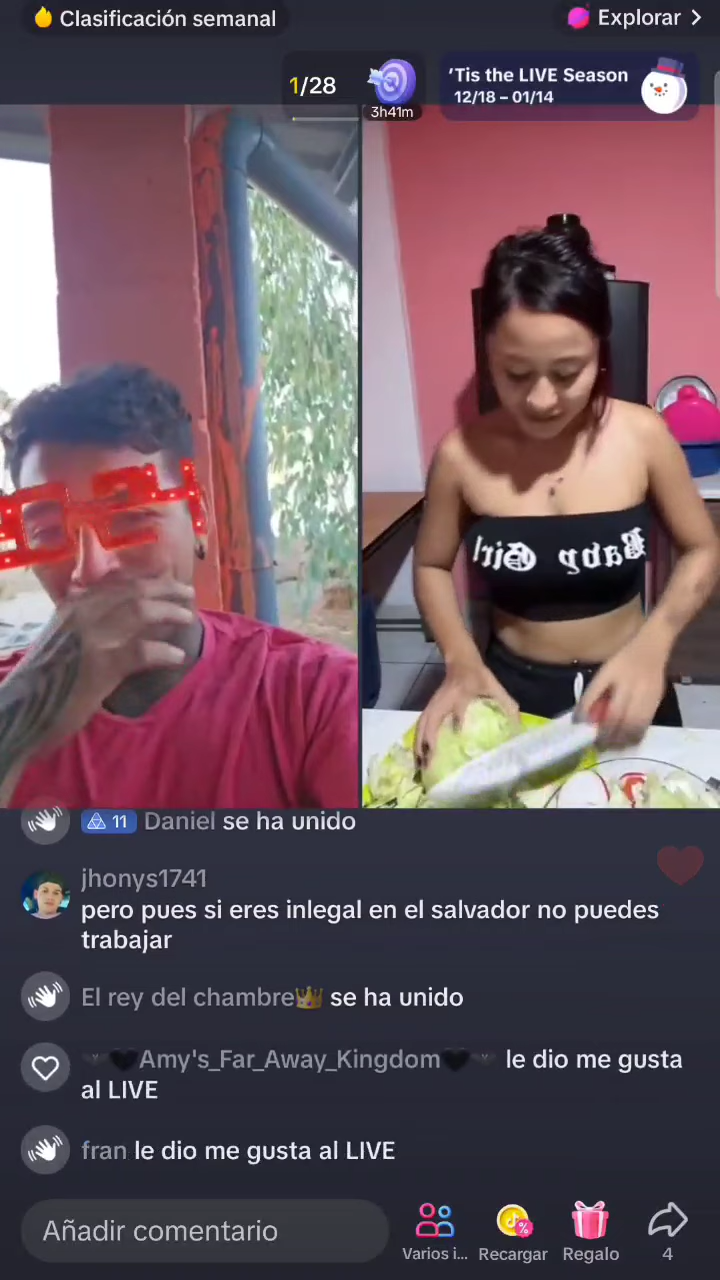 Clasificación semanal
Explorar
1/28
3h41m
‘Tis the LIVE Season
12/18 – 01/14
Baby Girl
11 Daniel se ha unido
jhonys1741
pero pues si eres inlegal en el salvador no puedes
trabajar
El rey del chambre se ha unido
Amy's_Far_Away_Kingdom le dio me gusta
al LIVE
fran le dio me gusta al LIVE
Añadir comentario
Varios i...
Recargar
Regalo
4